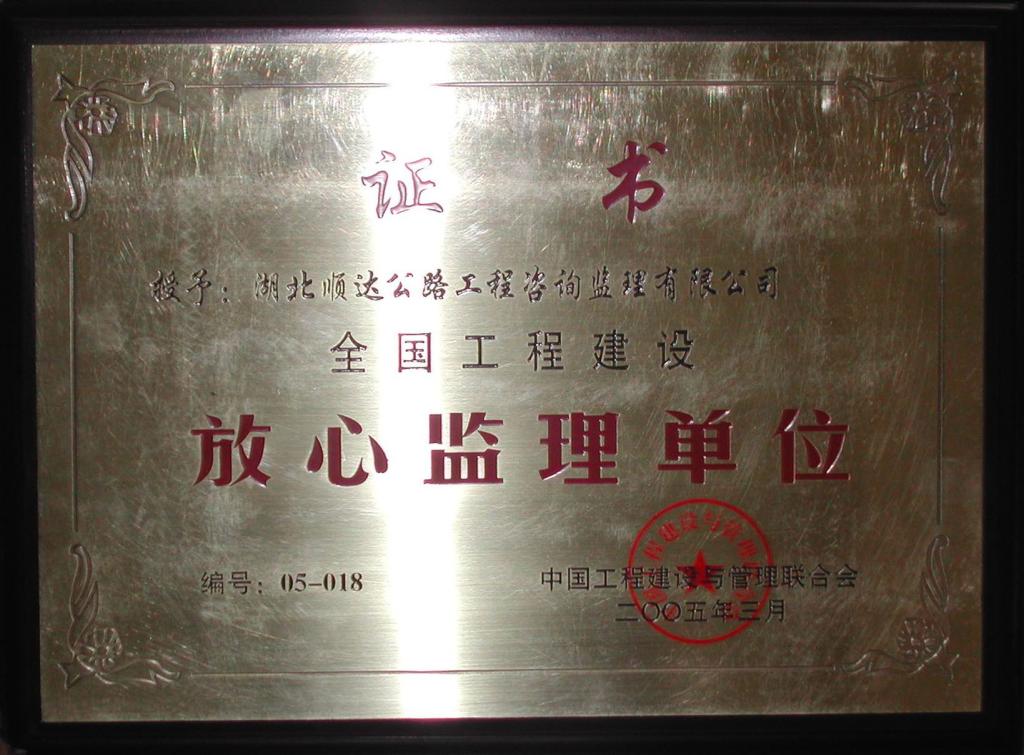 证书
授予：湖北顺达公路工程咨询监理有限公司
全国工程建设
放心监理单位
编号：05-018
中国工程建设与管理联合会
二〇〇五年三月